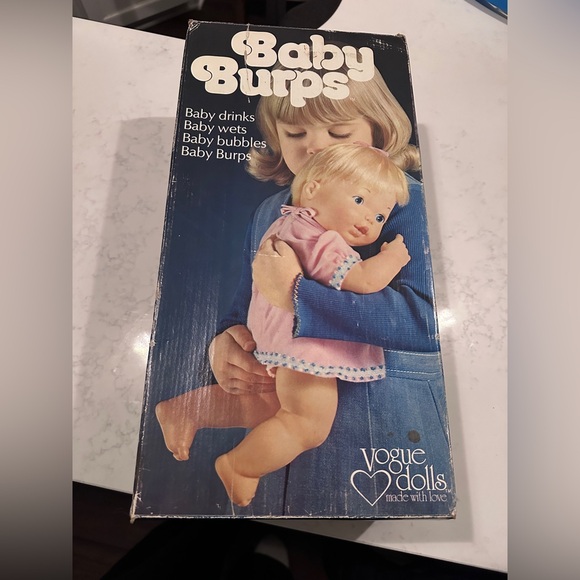 Baby
Burps
Baby drinks
Baby wets
Baby bubbles
Baby Burps
Vogue
dolls
made with love